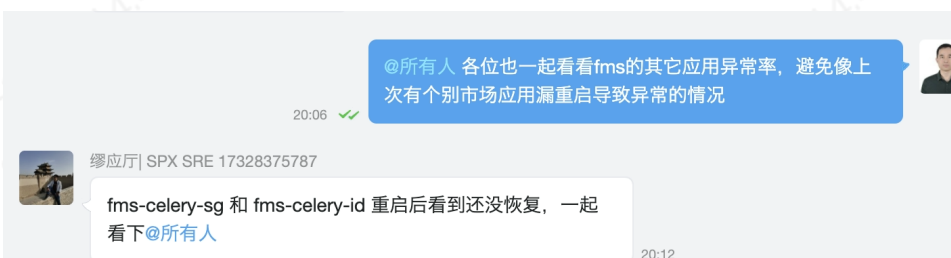 @所有人 各位也一起看看fms的其它应用异常率，避免像上
次有个别市场应用漏重启导致异常的情况
20:06
缪应厅| SPX SRE 17328375787
fms-celery-sg 和 fms-celery-id 重启后看到还没恢复，一起
看下@所有人
20:12